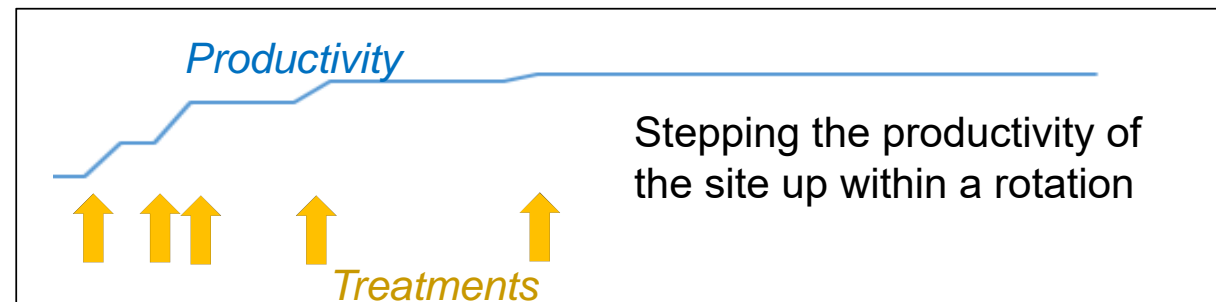 Productivity
Stepping the productivity of
the site up within a rotation
Treatments